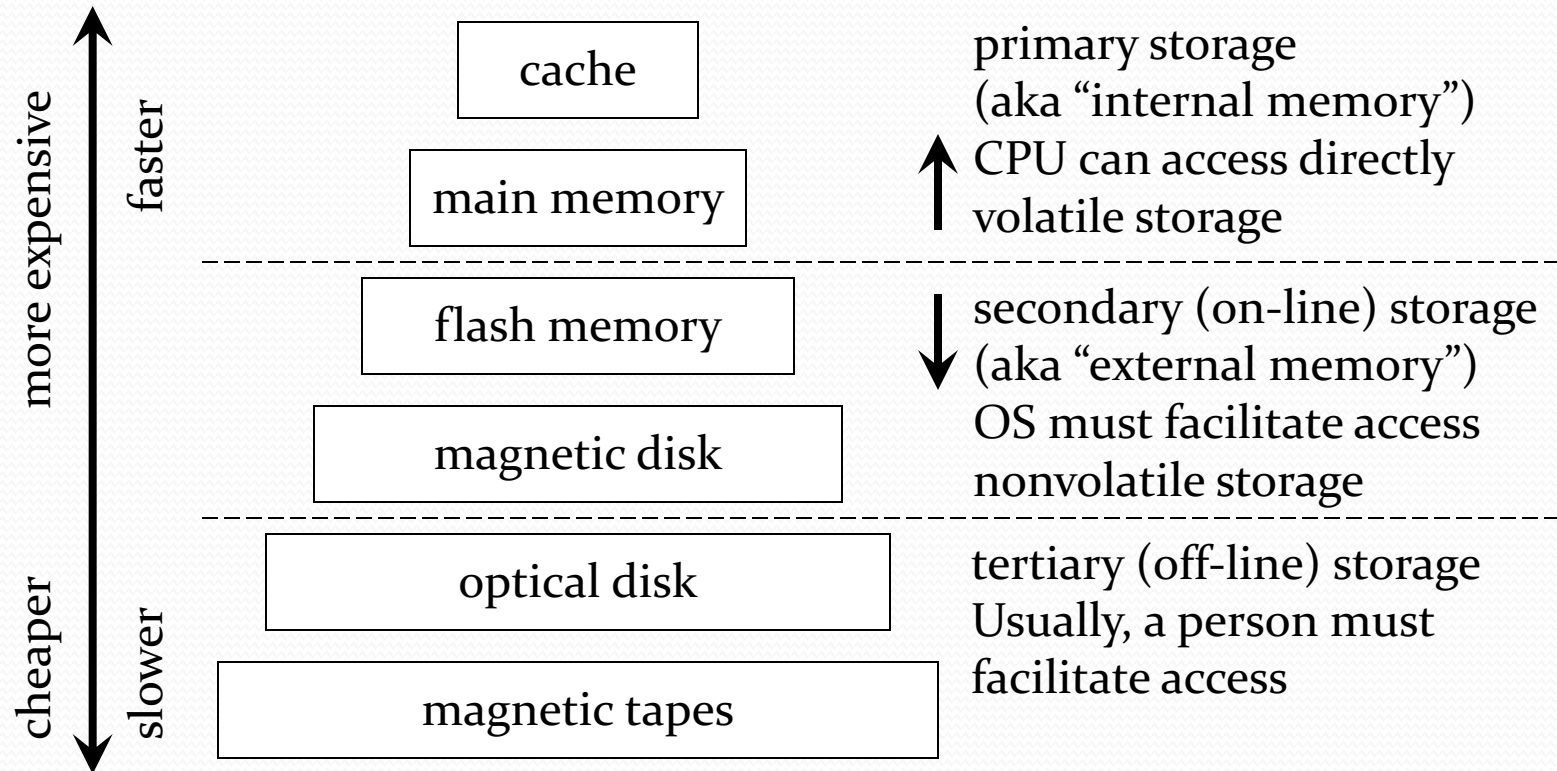 more expensive
faster
cheaper
slower
cache
main memory
flash memory
magnetic disk
optical disk
magnetic tapes
primary storage
(aka “internal memory”)
CPU can access directly
volatile storage
secondary (on-line) storage
(aka “external memory”)
OS must facilitate access
nonvolatile storage
tertiary (off-line) storage
Usually, a person must
facilitate access